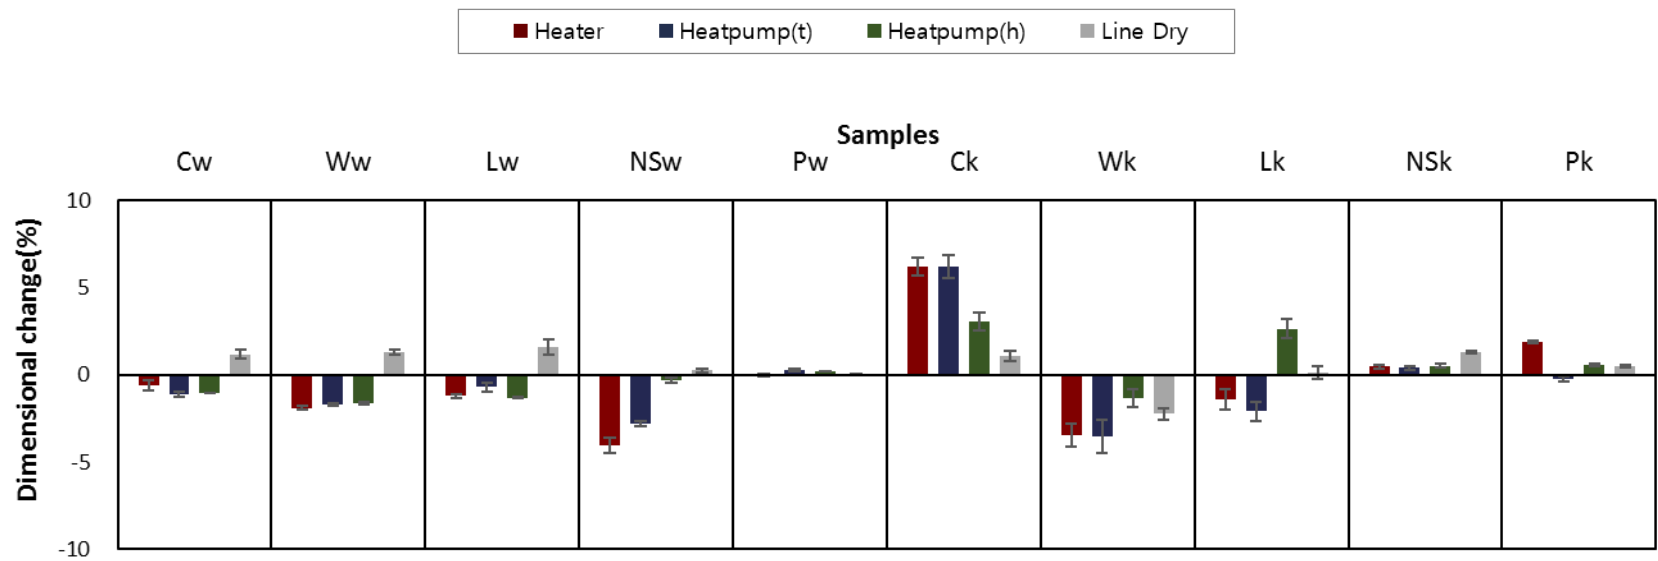 Heater Heatpump(t) Heatpump(h) Line Dry
Samples
Cw Ww Lw NSw Pw Ck Wk Lk NSk Pk
Dimensional change(%)
10
5
0
-5
-10